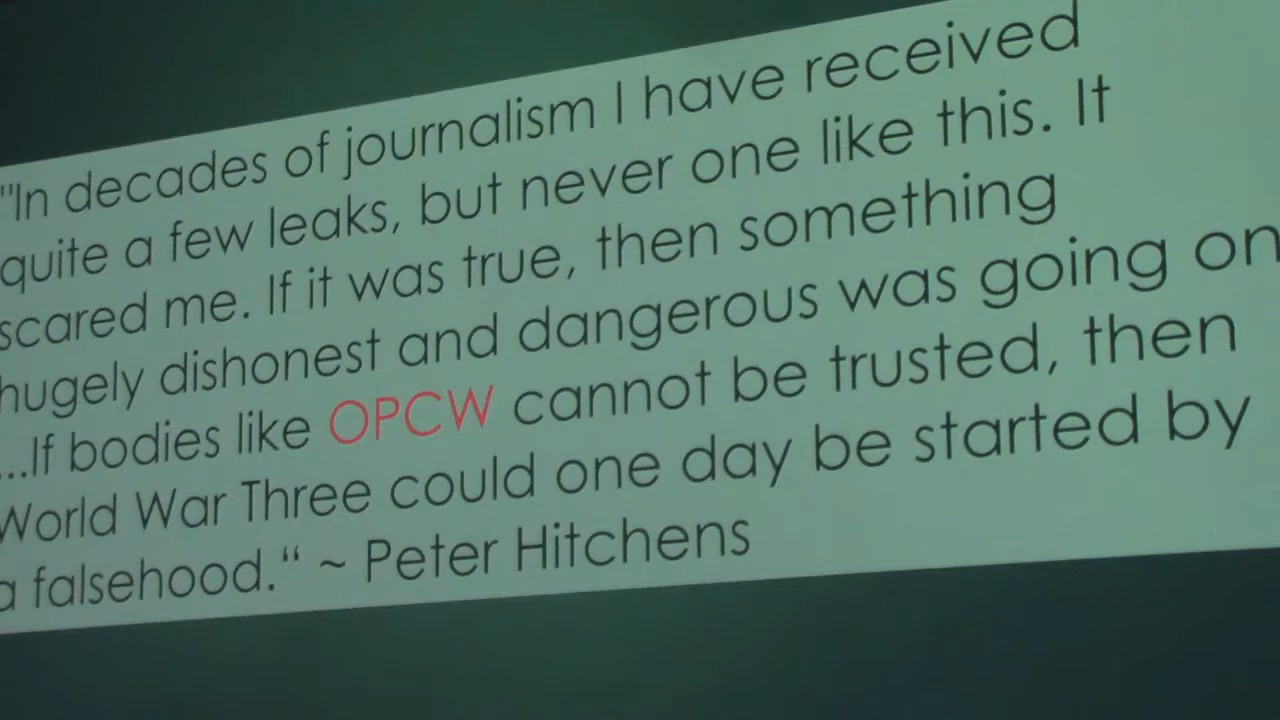 "In decades of journalism I have received
quite a few leaks, but never one like this. It
scared me. If it was true, then something
hugely dishonest and dangerous was going on
...If bodies like OPCW cannot be trusted, then
World War Three could one day be started by
a falsehood.“ ~ Peter Hitchens